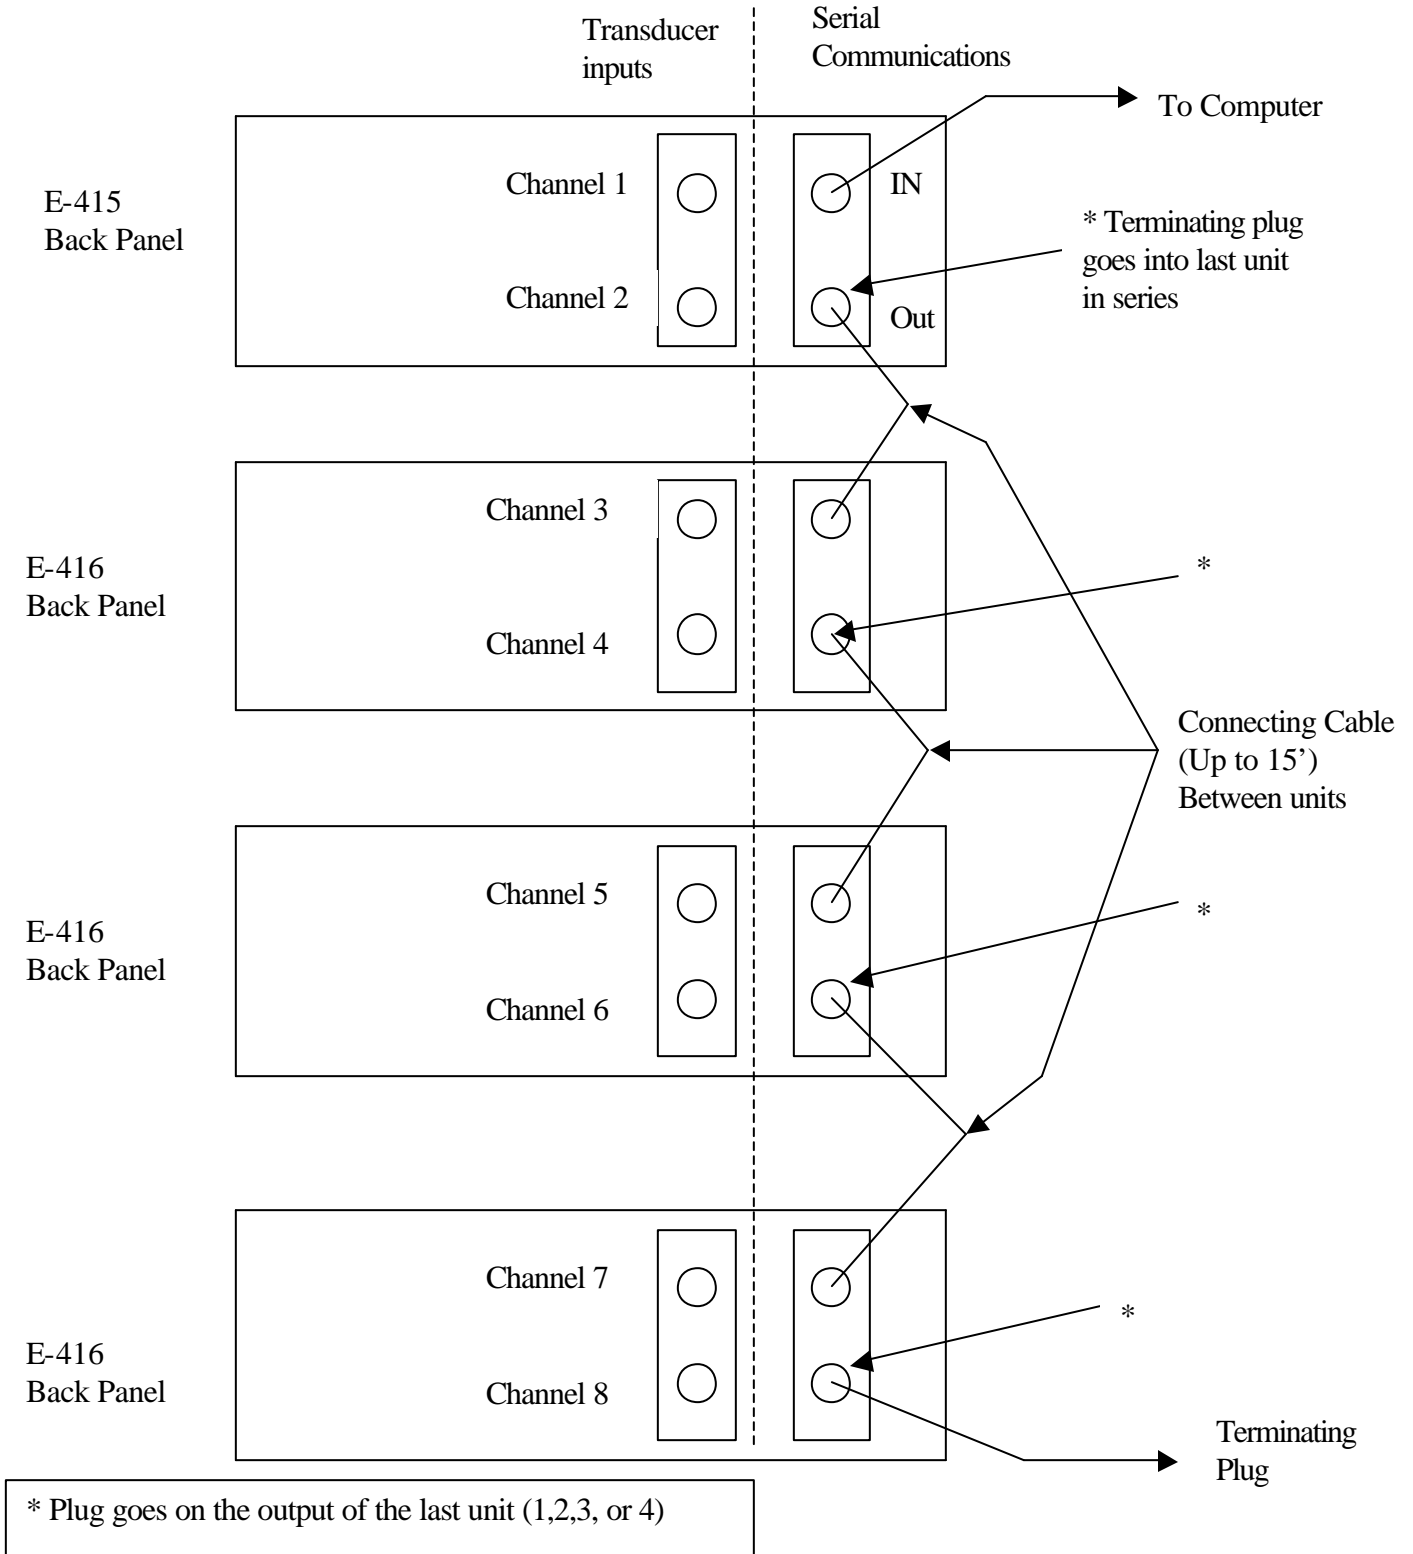 Transducer
inputs
Serial
Communications
To Computer
E-415
Back Panel
Channel 1
IN
* Terminating plug
goes into last unit
in series
Channel 2
Out
Channel 3
E-416
Back Panel
*
Channel 4
Connecting Cable
(Up to 15’)
Between units
Channel 5
*
E-416
Back Panel
Channel 6
Channel 7
*
E-416
Back Panel
Channel 8
Terminating
Plug
* Plug goes on the output of the last unit (1,2,3, or 4)